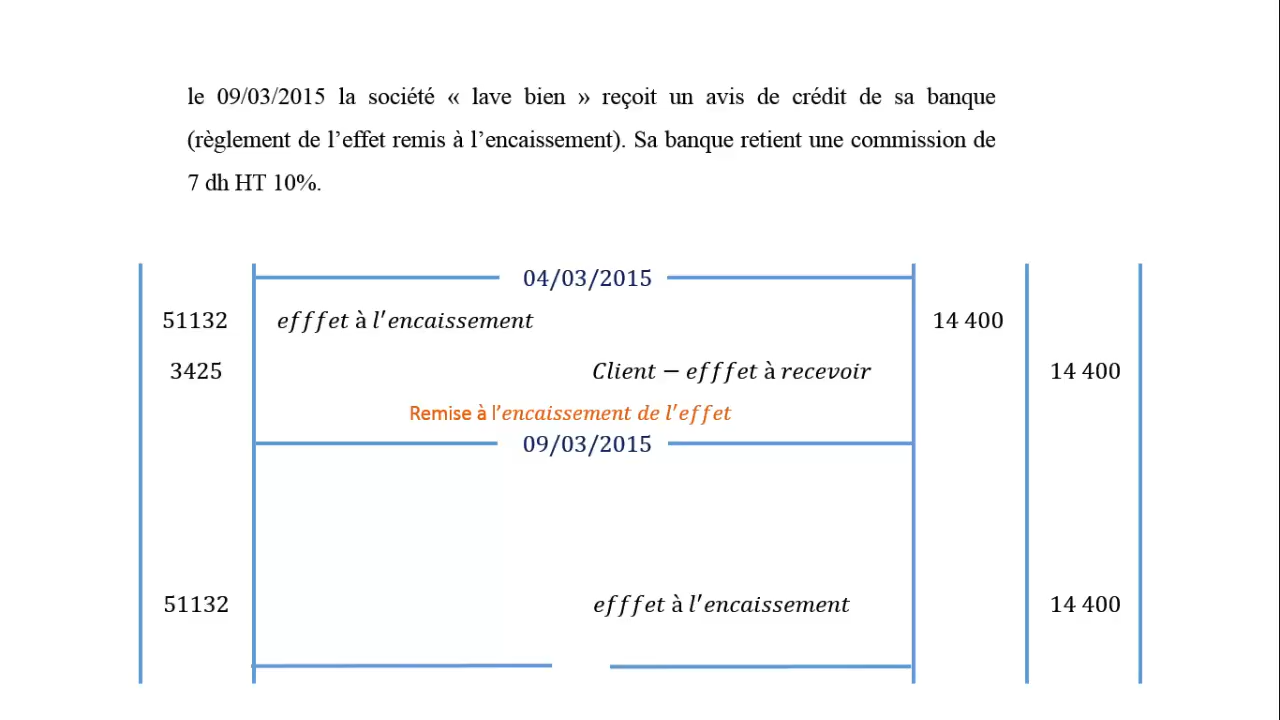 le 09/03/2015 la société « lave bien » reçoit un avis de crédit de sa banque
(règlement de l'effet remis à l'encaissement). Sa banque retient une commission de
7 dh HT 10%.
04/03/2015
51132 efffet à l'encaissement 14 400
3425 Client − efffet à recevoir 14 400
Remise à l'encaissement de l'effet
09/03/2015
51132 efffet à l'encaissement 14 400